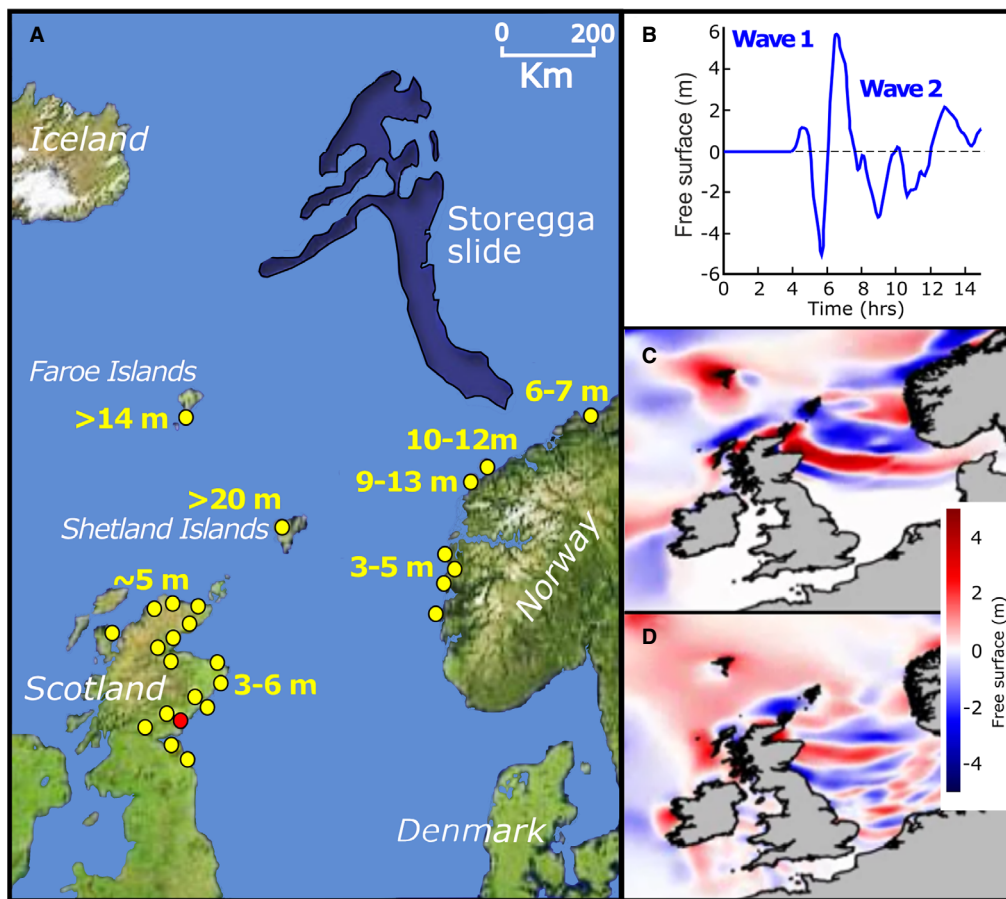 A
0 200
Km
Iceland
Storegga
slide
Faroe Islands
>14 m
6-7 m
10-12m
9-13 m
>20 m
Shetland Islands
3-5 m
Norway
~5 m
Scotland
3-6 m
Denmark
B
Wave 1
Wave 2
Free surface (m)
6
4
2
0
-2
-4
-6
0 2 4 6 8 10 12 14
Time (hrs)
C
D
4
2
0
-2
-4
Free surface (m)